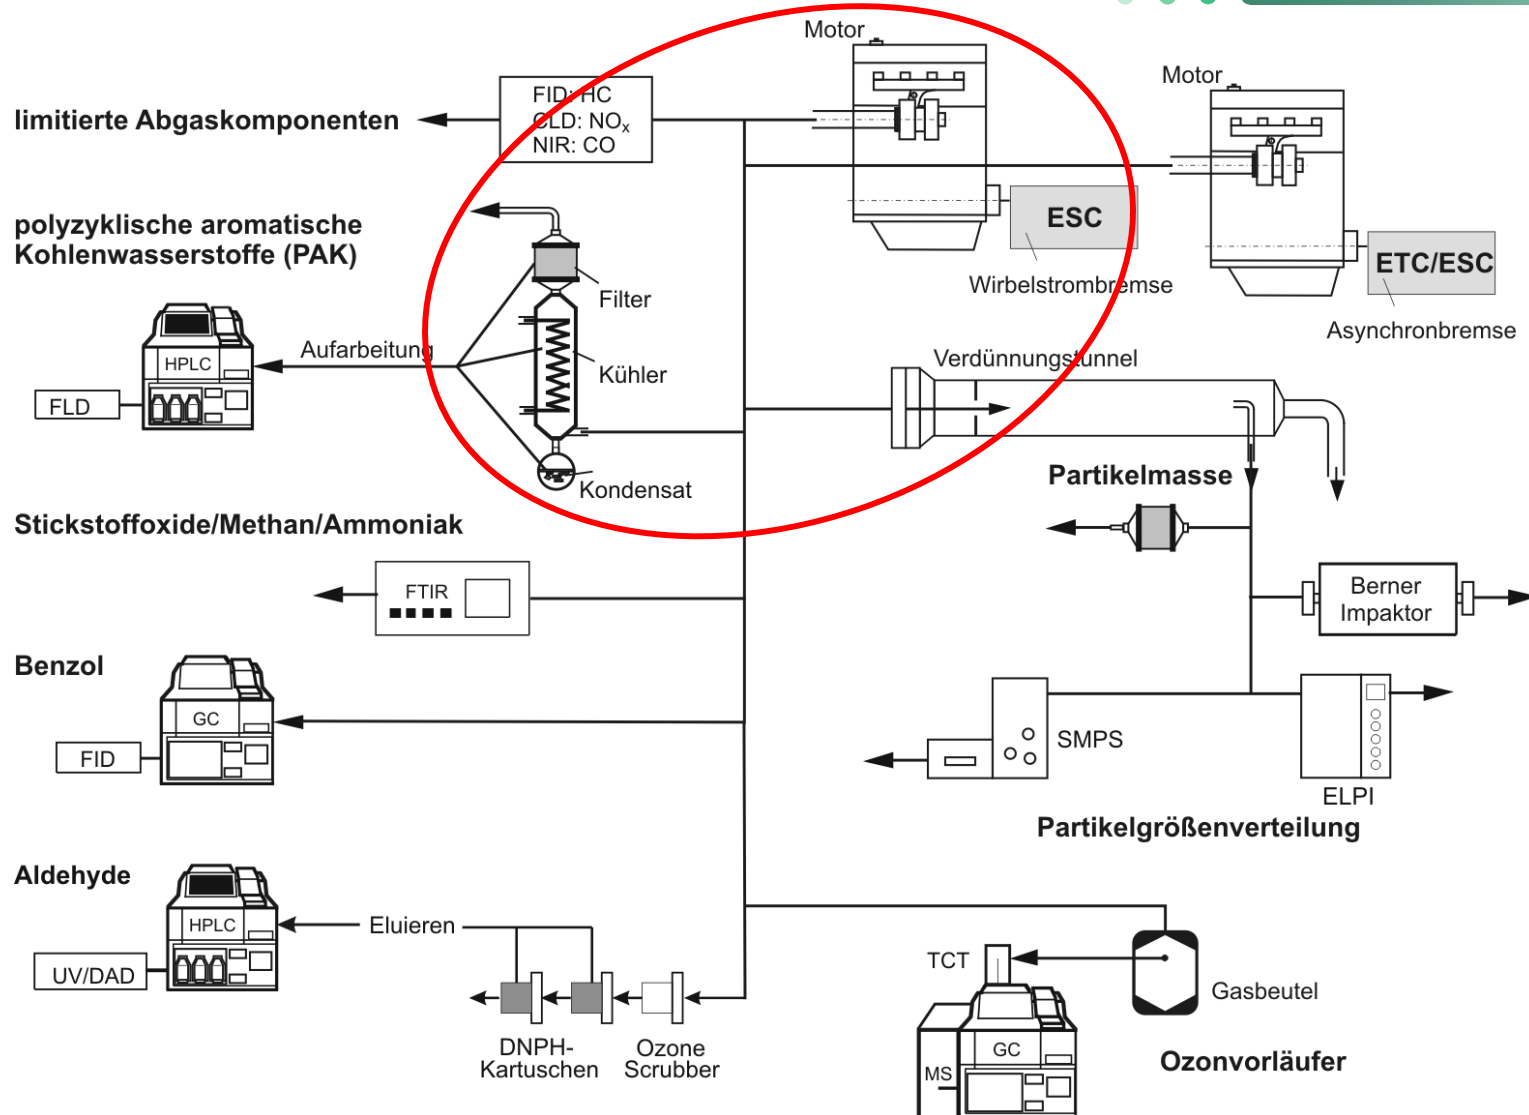 Motor
Motor
FID: HC
CLD: NOx
NIR: CO
limitierte Abgaskomponenten
ESC
Wirbelstrombremse
ETC/ESC
Asynchronbremse
polyzyklische aromatische
Kohlenwasserstoffe (PAK)
Filter
Kühler
Kondensat
Aufarbeitung
HPLC
FLD
Verdünnungstunnel
Partikelmasse
Stickstoffoxide/Methan/Ammoniak
FTIR
Berner
Impaktor
Benzol
GC
FID
SMPS
ELPI
Partikelgrößenverteilung
Aldehyde
HPLC
Eluieren
UV/DAD
DNPH-
Kartuschen
Ozone
Scrubber
TCT
Gasbeutel
GC
MS
Ozonvorläufer